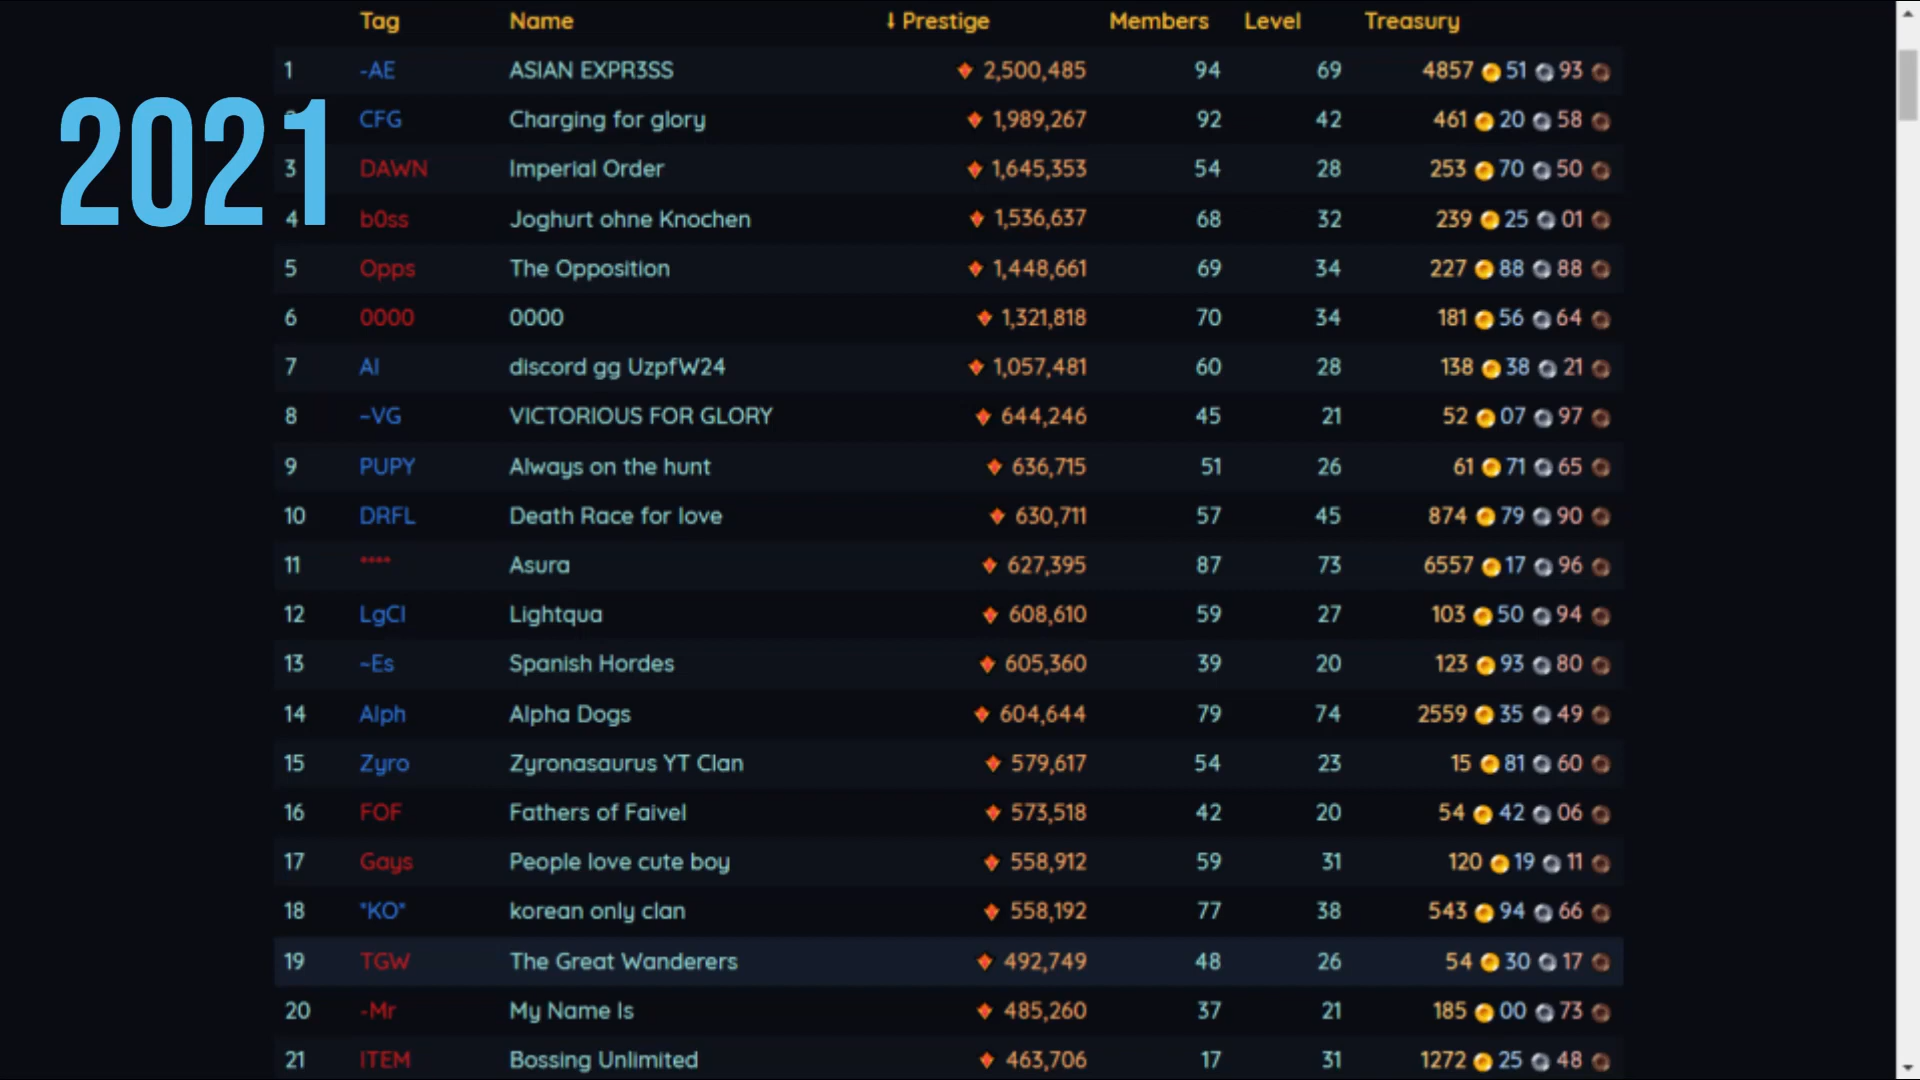 Tag Name ↓ Prestige Members Level Treasury
1 -AE ASIAN EXPR3SS 2,500,485 94 69 4857 51 93
2021
CFG Charging for glory 1,989,267 92 42 461 20 58
3 DAWN Imperial Order 1,645,353 54 28 253 70 50
4 b0ss Joghurt ohne Knochen 1,536,637 68 32 239 25 01
5 Opps The Opposition 1,448,661 69 34 227 88 88
6 0000 0000 1,321,818 70 34 181 56 64
7 AI discord gg UzpfW24 1,057,481 60 28 138 38 21
8 ~VG VICTORIOUS FOR GLORY 644,246 45 21 52 07 97
9 PUPY Always on the hunt 636,715 51 26 61 71 65
10 DRFL Death Race for love 630,711 57 45 874 79 90
11 **** Asura 627,395 87 73 6557 17 96
12 LgCl Lightqua 608,610 59 27 103 50 94
13 ~Es Spanish Hordes 605,360 39 20 123 93 80
14 Alph Alpha Dogs 604,644 79 74 2559 35 49
15 Zyro Zyronasaurus YT Clan 579,617 54 23 15 81 60
16 FOF Fathers of Faivel 573,518 42 20 54 42 06
17 Gays People love cute boy 558,912 59 31 120 19 11
18 *KO* korean only clan 558,192 77 38 543 94 66
19 TGW The Great Wanderers 492,749 48 26 54 30 17
20 -Mr My Name Is 485,260 37 21 185 00 73
21 ITEM Bossing Unlimited 463,706 17 31 1272 25 48